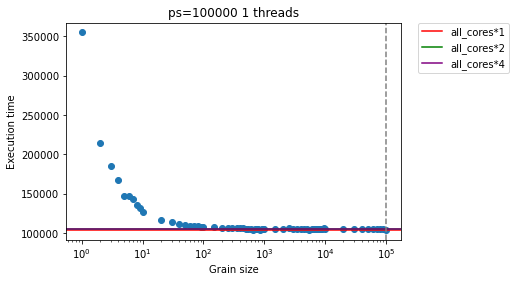 ps=100000 1 threads
350000
300000
250000
200000
150000
100000
Execution time
10^0
10^1
10^2
10^3
10^4
10^5
Grain size
all_cores*1
all_cores*2
all_cores*4